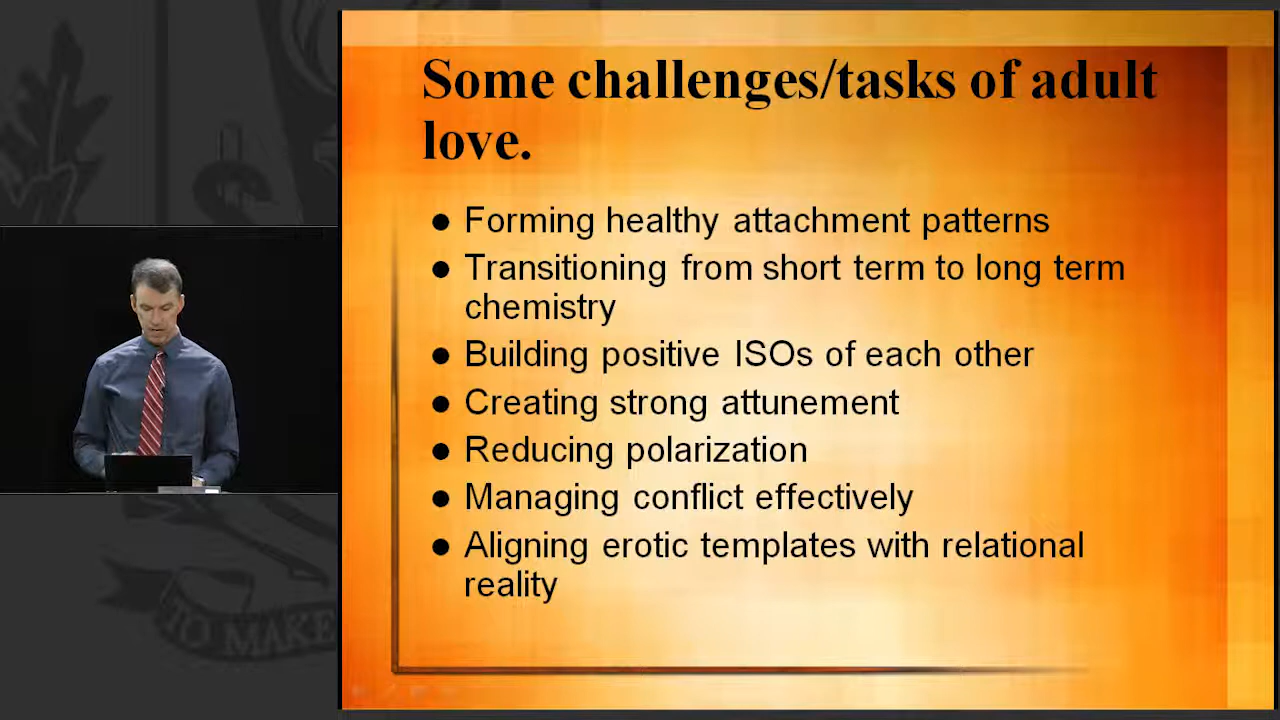 Some challenges/tasks of adult
love.
● Forming healthy attachment patterns
● Transitioning from short term to long term
chemistry
● Building positive ISOs of each other
● Creating strong attunement
● Reducing polarization
● Managing conflict effectively
● Aligning erotic templates with relational
reality
TO MAKE